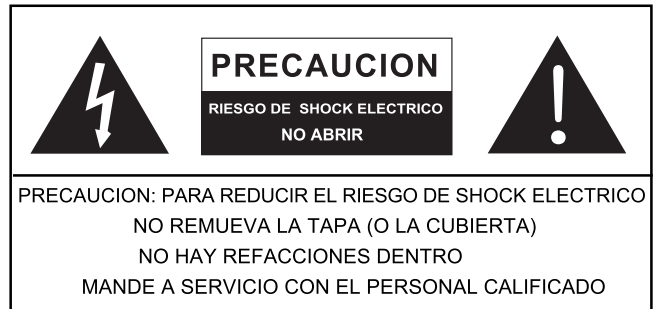 PRECAUCION
RIESGO DE SHOCK ELECTRICO
NO ABRIR
PRECAUCION: PARA REDUCIR EL RIESGO DE SHOCK ELECTRICO
NO REMUEVA LA TAPA (O LA CUBIERTA)
NO HAY REFACCIONES DENTRO
MANDE A SERVICIO CON EL PERSONAL CALIFICADO